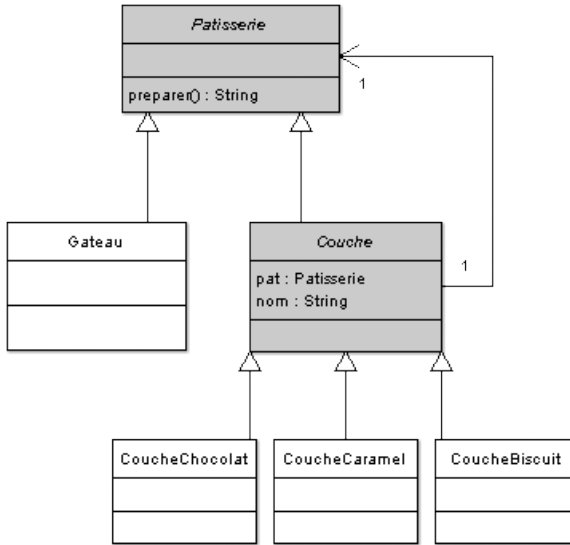 Patisserie
preparer() : String
1
Gateau
Couche
pat : Patisserie
nom : String
1
CoucheChocolat
CoucheCaramel
CoucheBiscuit